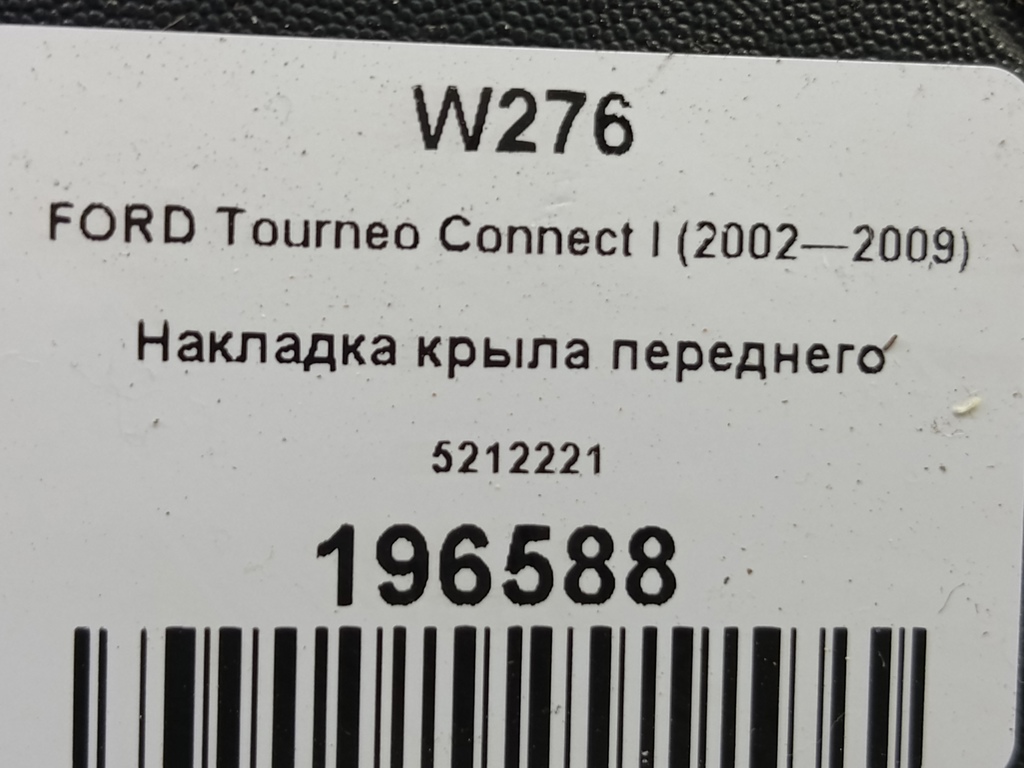 W276
FORD Tourneo Connect I (2002—2009)
Накладка крыла переднего
5212221
196588